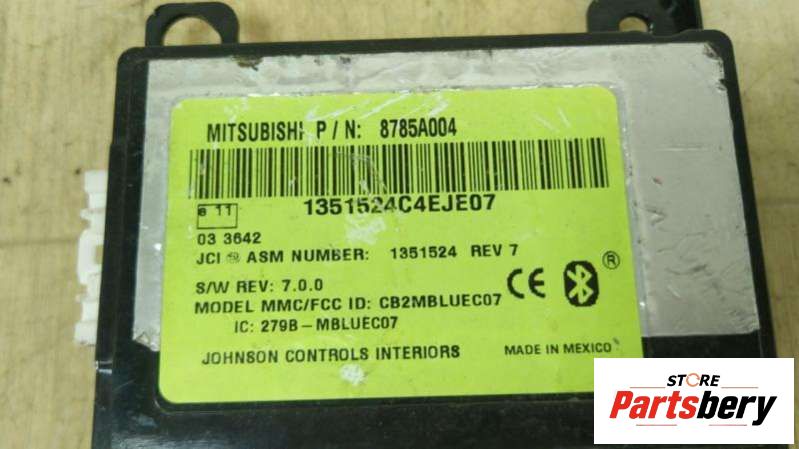 MITSUBISHI P / N: 8785A004
1351524C4EJE07
e 11
03 3642
JCI ASM NUMBER: 1351524 REV 7
S/W REV: 7.0.0
MODEL MMC/FCC ID: CB2MBLUEC07
IC: 279B-MBLUEC07
CE ®
JOHNSON CONTROLS INTERIORS MADE IN MEXICO
STORE
Partsbery